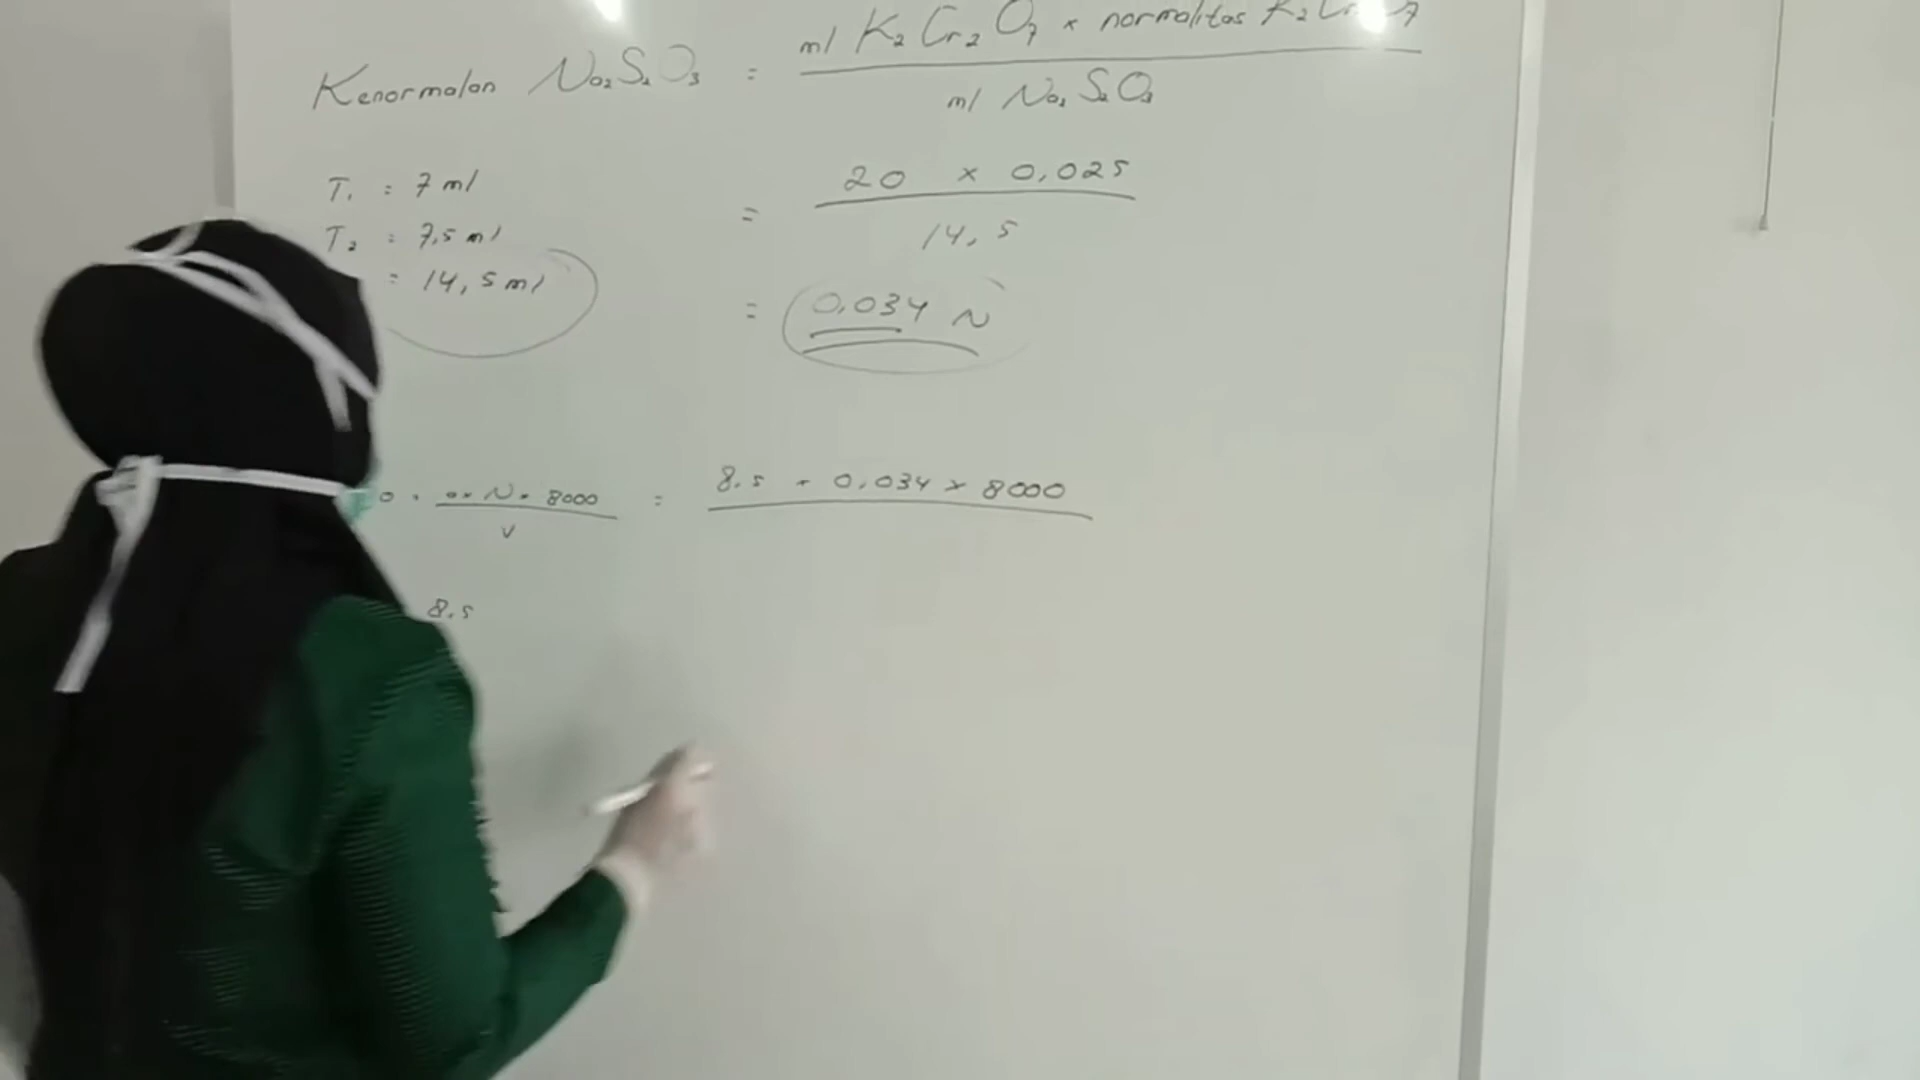 ml K₂Cr₂O₇ × normalitas K₂Cr₂O₇
Kenormalan Na₂S₂O₃ =
ml Na₂S₂O₃
T₁ = 7 ml
= 20 × 0,025
14,5
T₂ = 7,5 ml
= 14,5 ml
= 0,034 N
a × N × 8000 = 8,5 × 0,034 × 8000
v
8,5